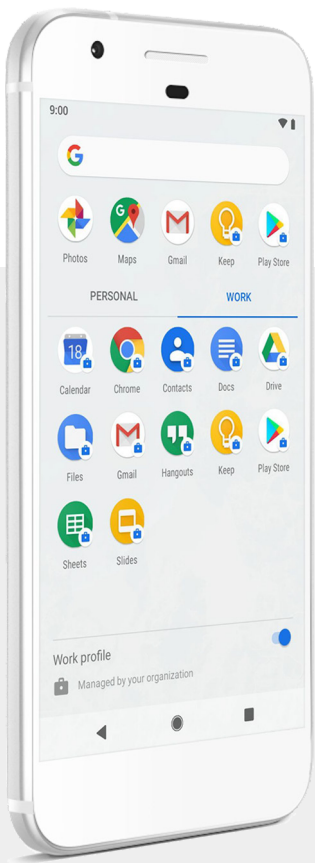 9:00
G
Photos Maps Gmail Keep Play Store
PERSONAL WORK
18
Calendar Chrome Contacts Docs Drive
Files Gmail Hangouts Keep Play Store
Sheets Slides
Work profile
Managed by your organization